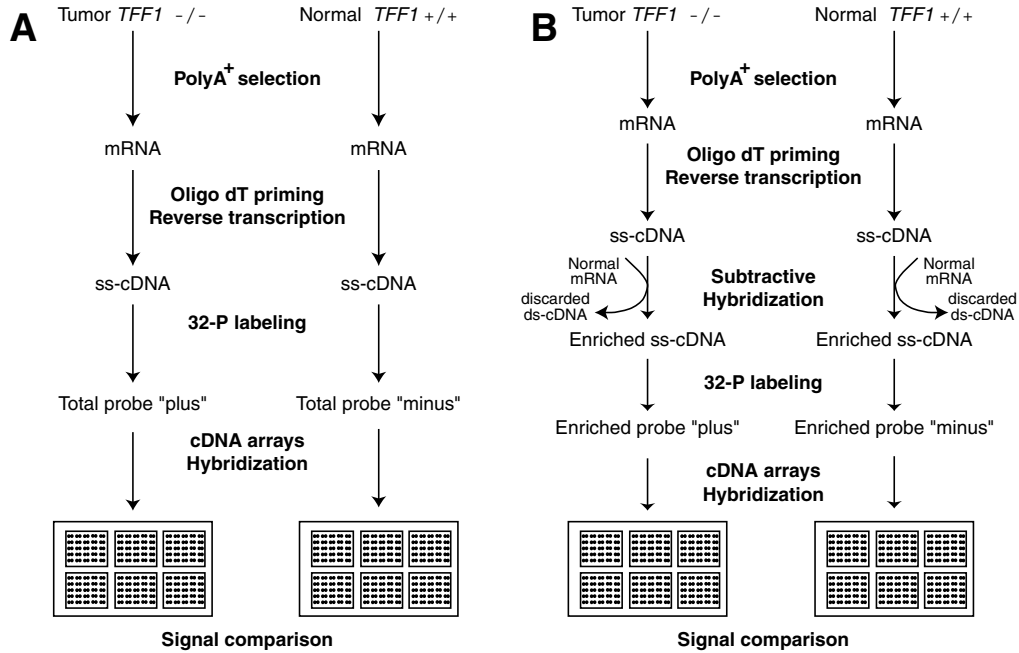 A
Tumor TFF1 -/-
Normal TFF1 +/+
PolyA+ selection
mRNA
mRNA
Oligo dT priming
Reverse transcription
ss-cDNA
ss-cDNA
32-P labeling
Total probe "plus"
Total probe "minus"
cDNA arrays
Hybridization
Signal comparison
B
Tumor TFF1 -/-
Normal TFF1 +/+
PolyA+ selection
mRNA
mRNA
Oligo dT priming
Reverse transcription
ss-cDNA
ss-cDNA
Normal
mRNA
discarded
ds-cDNA
Subtractive
Hybridization
Normal
mRNA
discarded
ds-cDNA
Enriched ss-cDNA
Enriched ss-cDNA
32-P labeling
Enriched probe "plus"
Enriched probe "minus"
cDNA arrays
Hybridization
Signal comparison